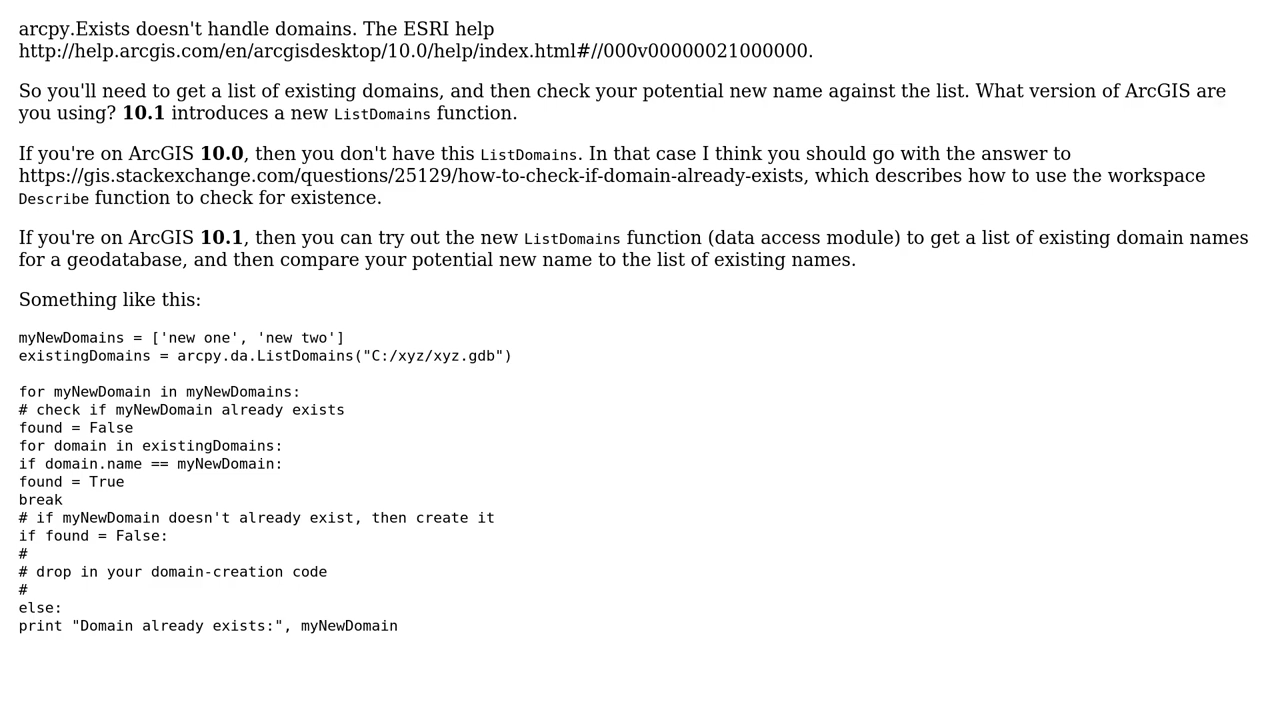 arcpy.Exists doesn't handle domains. The ESRI help
http://help.arcgis.com/en/arcgisdesktop/10.0/help/index.html#//000v00000021000000.
So you'll need to get a list of existing domains, and then check your potential new name against the list. What version of ArcGIS are
you using? 10.1 introduces a new ListDomains function.
If you're on ArcGIS 10.0, then you don't have this ListDomains. In that case I think you should go with the answer to
https://gis.stackexchange.com/questions/25129/how-to-check-if-domain-already-exists, which describes how to use the workspace
Describe function to check for existence.
If you're on ArcGIS 10.1, then you can try out the new ListDomains function (data access module) to get a list of existing domain names
for a geodatabase, and then compare your potential new name to the list of existing names.
Something like this:
myNewDomains = ['new one', 'new two']
existingDomains = arcpy.da.ListDomains("C:/xyz/xyz.gdb")
for myNewDomain in myNewDomains:
# check if myNewDomain already exists
found = False
for domain in existingDomains:
if domain.name == myNewDomain:
found = True
break
# if myNewDomain doesn't already exist, then create it
if found = False:
#
# drop in your domain-creation code
#
else:
print "Domain already exists:", myNewDomain